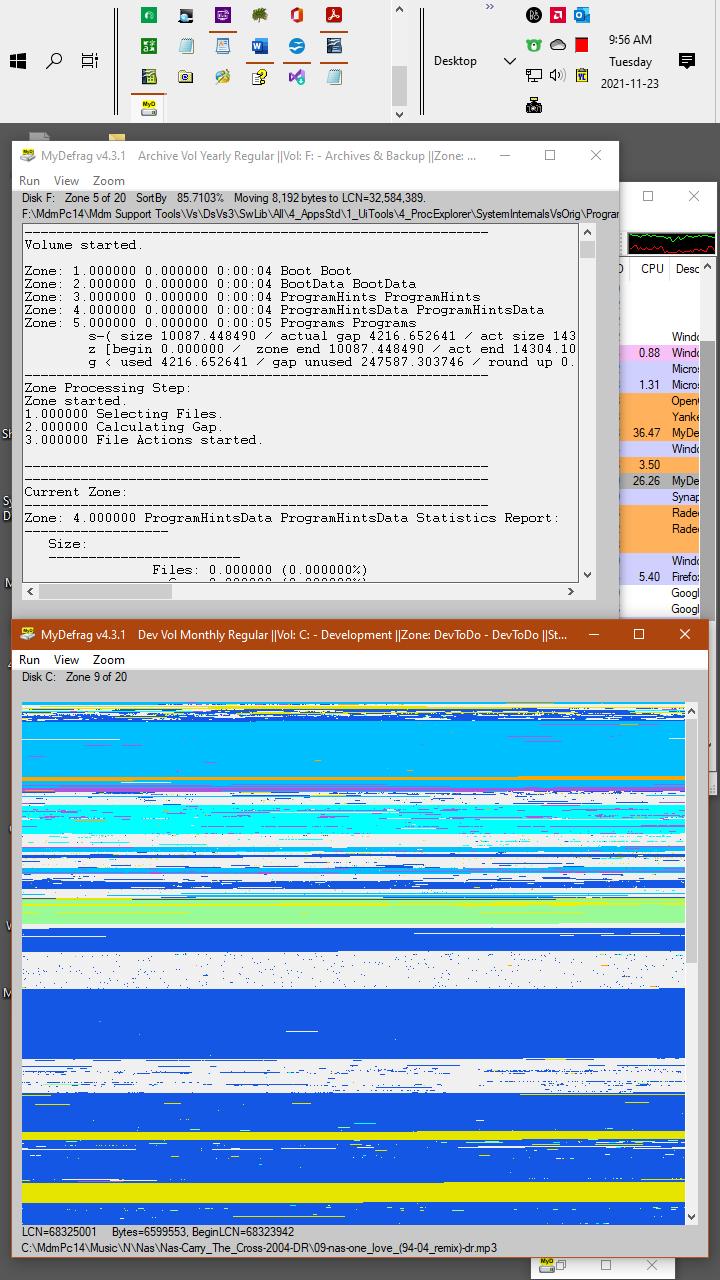 9:56 AM
Desktop
Tuesday
2021-11-23
MyD
MyDefrag v4.3.1 Archive Vol Yearly Regular ||Vol: F: - Archives & Backup ||Zone: ...
Run View Zoom
Disk F: Zone 5 of 20 SortBy 85.7103% Moving 8,192 bytes to LCN=32,584,389.
F:\MdmPc14\Mdm Support Tools\Vs\DsVs3\SwLib\All\4_AppsStd\1_UiTools\4_ProcExplorer\SystemInternalsVsOrig\Prograr
Volume started.
Zone: 1.000000 0.000000 0:00:04 Boot Boot
Zone: 2.000000 0.000000 0:00:04 BootData BootData
Zone: 3.000000 0.000000 0:00:04 ProgramHints ProgramHints
Zone: 4.000000 0.000000 0:00:04 ProgramHintsData ProgramHintsData
Zone: 5.000000 0.000000 0:00:05 Programs Programs
s-( size 10087.448490 / actual gap 4216.652641 / act size 143
z [begin 0.000000 / zone end 10087.448490 / act end 14304.10
g < used 4216.652641 / gap unused 247587.303746 / round up 0.
Zone Processing Step:
Zone started.
1.000000 Selecting Files.
2.000000 Calculating Gap.
3.000000 File Actions started.
Current Zone:
Zone: 4.000000 ProgramHintsData ProgramHintsData Statistics Report:
Size:
Files: 0.000000 (0.000000%)
CPU Desc
Windc
0.88 Windc
Micros
1.31 Micros
Open
Yanke
36.47 MyDe
Windc
3.50
26.26 MyDe
Synap
Radec
Radec
Windc
5.40 Firefo
Googl
Googl
MyDefrag v4.3.1 Dev Vol Monthly Regular ||Vol: C: - Development ||Zone: DevToDo - DevToDo ||St...
Run View Zoom
Disk C: Zone 9 of 20
LCN=68325001 Bytes=6599553, BeginLCN=68323942
C:\MdmPc14\Music\N\Nas\Nas-Carry_The_Cross-2004-DR\09-nas-one_love_(94-04_remix)-dr.mp3
MyD